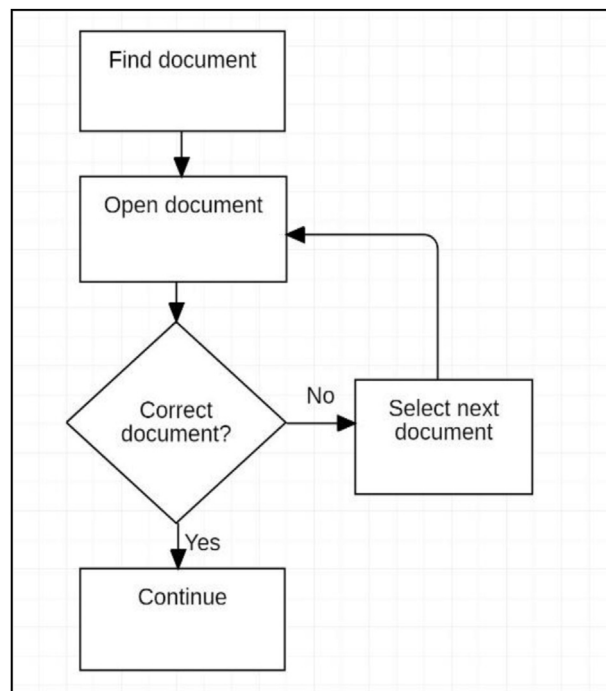 Find document
Open document
Correct
document?
No
Select next
document
Yes
Continue